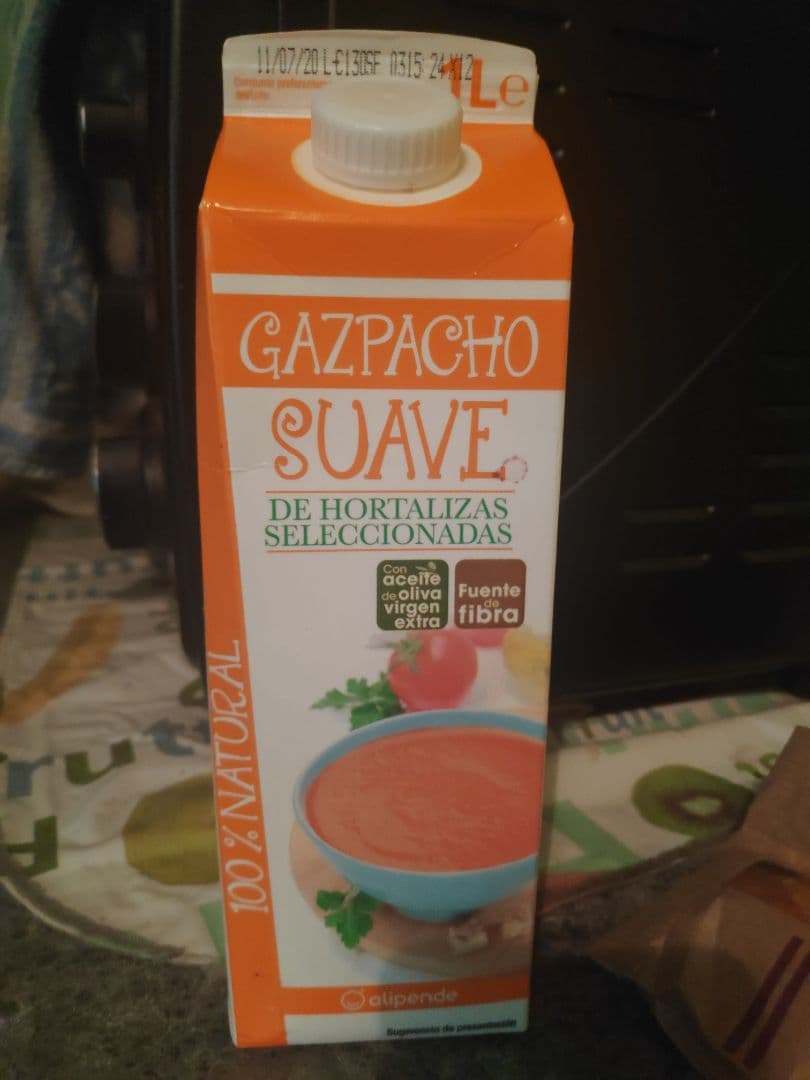 11/07/20 L€130SF 0315 24X12
1Le
GAZPACHO
SUAVE
DE HORTALIZAS
SELECCIONADAS
Con
aceite
de oliva
virgen
extra
Fuente
de
fibra
100 % NATURAL
alipende
Sugerencia de presentación